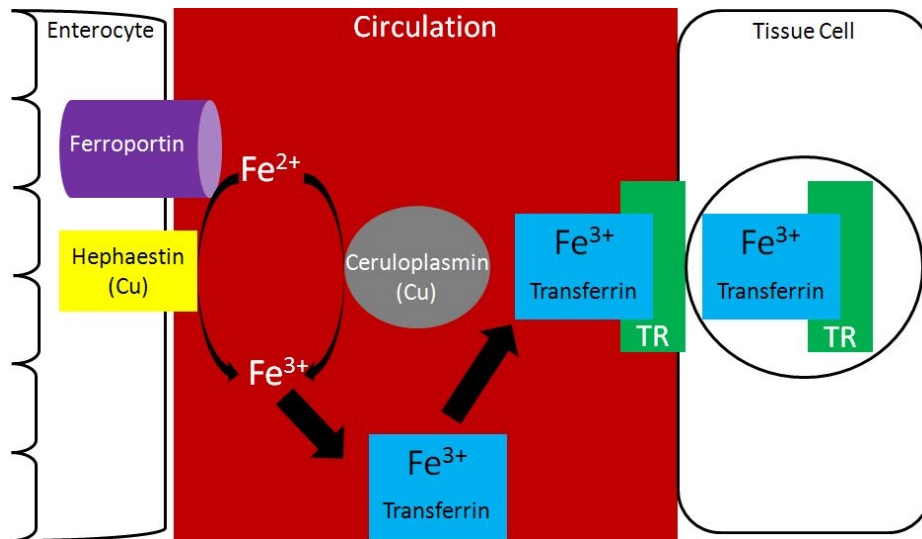 Enterocyte
Circulation
Tissue Cell
Ferroportin
Fe²⁺
Hephaestin
(Cu)
Ceruloplasmin
(Cu)
Fe³⁺
Transferrin
TR
Fe³⁺
Transferrin
TR
Fe³⁺
Fe³⁺
Transferrin